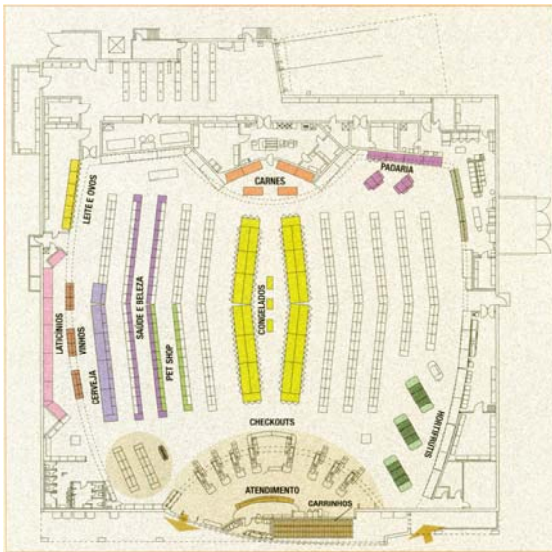 CARNES
PADARIA
LEITE E OVOS
LATICÍNIOS
VINHOS
CERVEJA
SAÚDE E BELEZA
PET SHOP
CONGELADOS
HORTIFRUTIS
CHECKOUTS
ATENDIMENTO
CARRINHOS